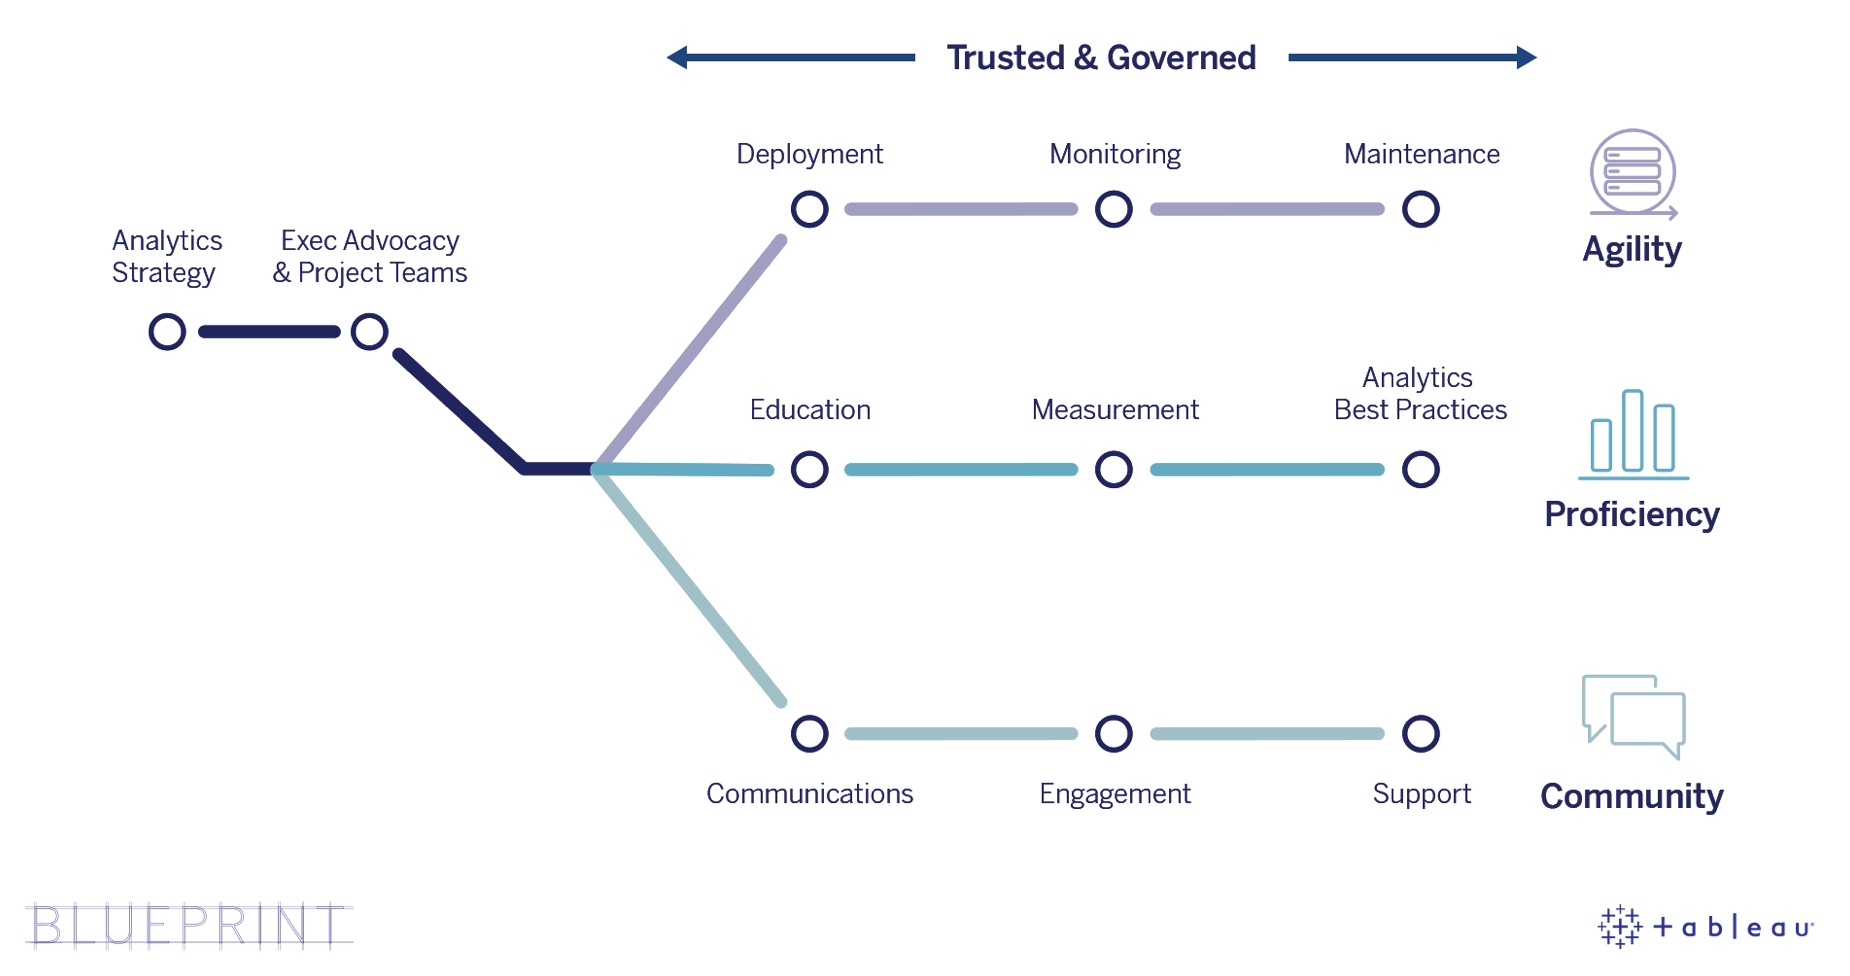 Trusted & Governed
Deployment
Monitoring
Maintenance
Agility
Analytics
Strategy
Exec Advocacy
& Project Teams
Education
Measurement
Analytics
Best Practices
Proficiency
Communications
Engagement
Support
Community
BLUEPRINT
+ableau